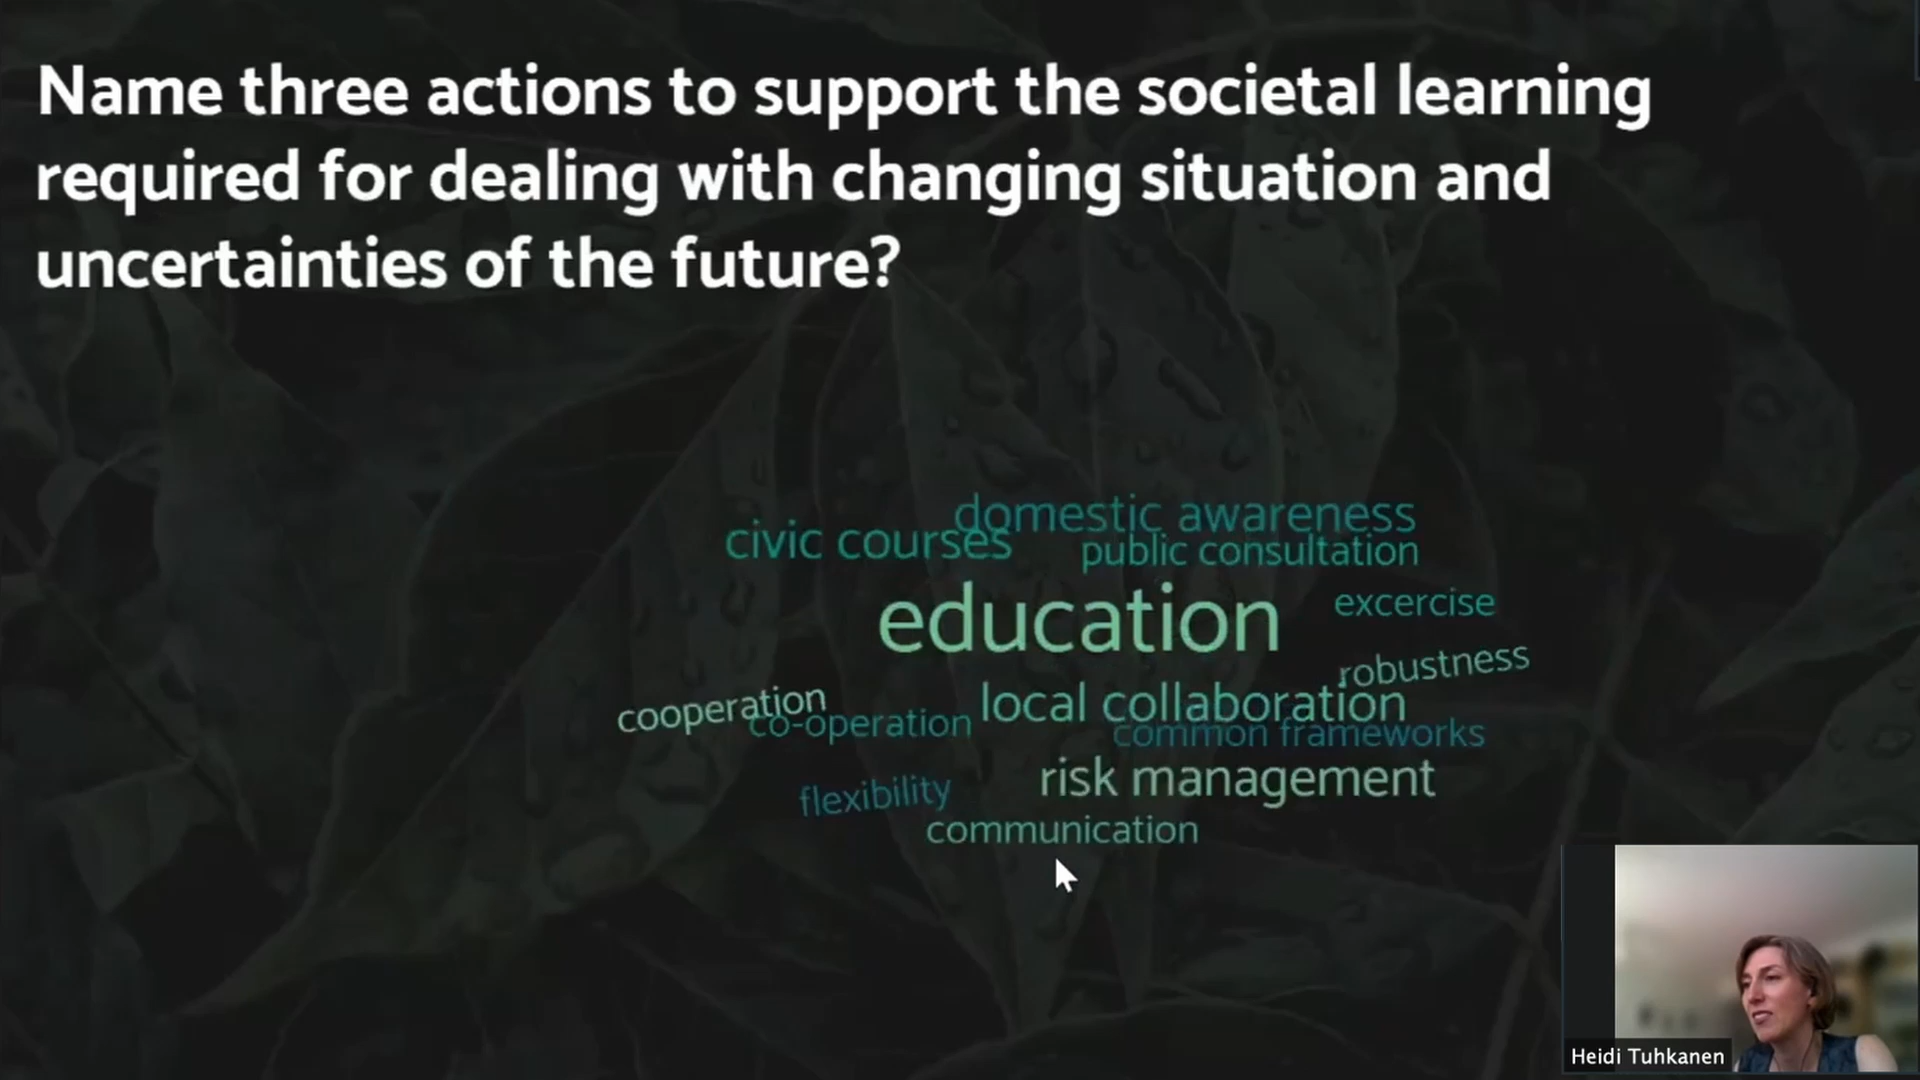 Name three actions to support the societal learning
required for dealing with changing situation and
uncertainties of the future?
domestic awareness
civic courses
public consultation
education
excercise
robustness
cooperation
local collaboration
co-operation
common frameworks
risk management
flexibility
communication
Heidi Tuhkanen